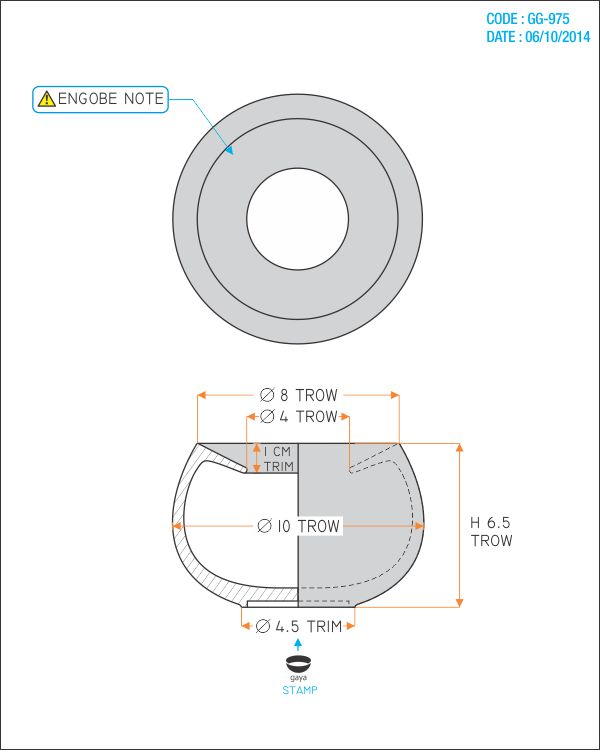 CODE : GG-975
DATE : 06/10/2014
ENGOBE NOTE
∅ 8 TROW
∅ 4 TROW
1 CM
TRIM
∅ 10 TROW
H 6.5
TROW
∅ 4.5 TRIM
gaya
STAMP